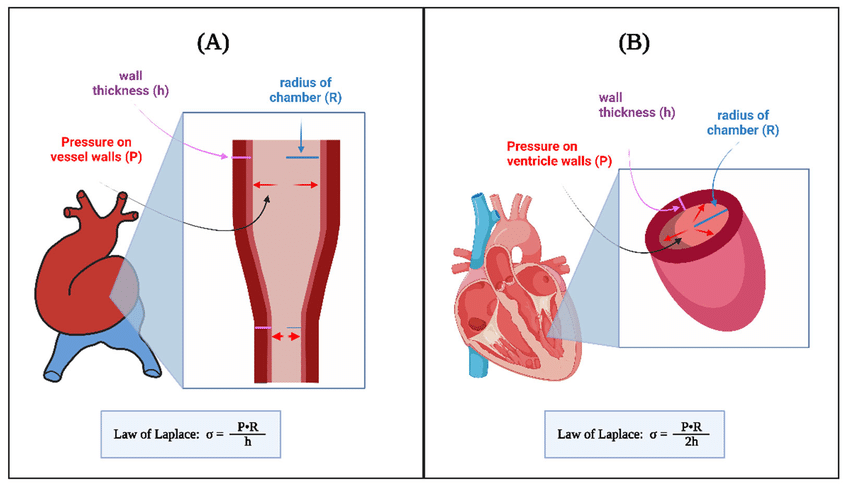 (A)
wall
thickness (h)
radius of
chamber (R)
Pressure on
vessel walls (P)
Law of Laplace: σ = P•R
h
(B)
wall
thickness (h)
radius of
chamber (R)
Pressure on
ventricle walls (P)
Law of Laplace: σ = P•R
2h